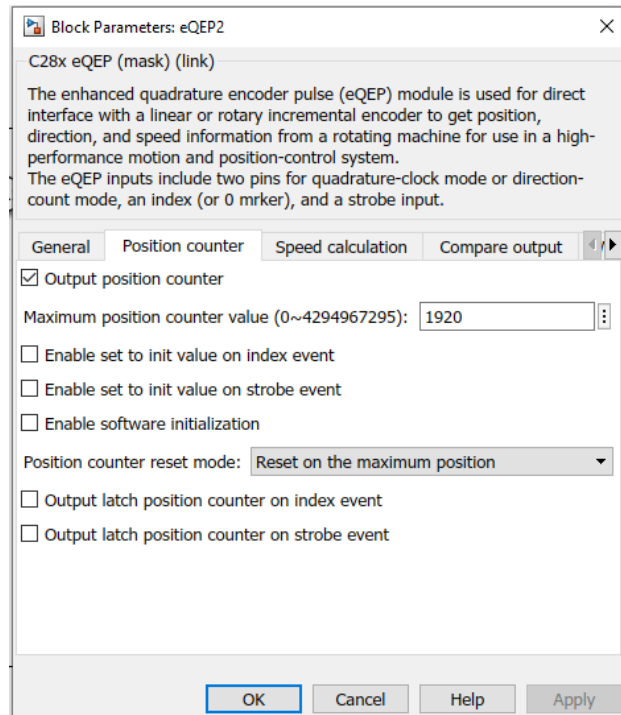 Block Parameters: eQEP2
C28x eQEP (mask) (link)
The enhanced quadrature encoder pulse (eQEP) module is used for direct
interface with a linear or rotary incremental encoder to get position,
direction, and speed information from a rotating machine for use in a high-
performance motion and position-control system.
The eQEP inputs include two pins for quadrature-clock mode or direction-
count mode, an index (or 0 mrker), and a strobe input.
General Position counter Speed calculation Compare output
Output position counter
Maximum position counter value (0~4294967295): 1920
Enable set to init value on index event
Enable set to init value on strobe event
Enable software initialization
Position counter reset mode: Reset on the maximum position
Output latch position counter on index event
Output latch position counter on strobe event
OK Cancel Help Apply